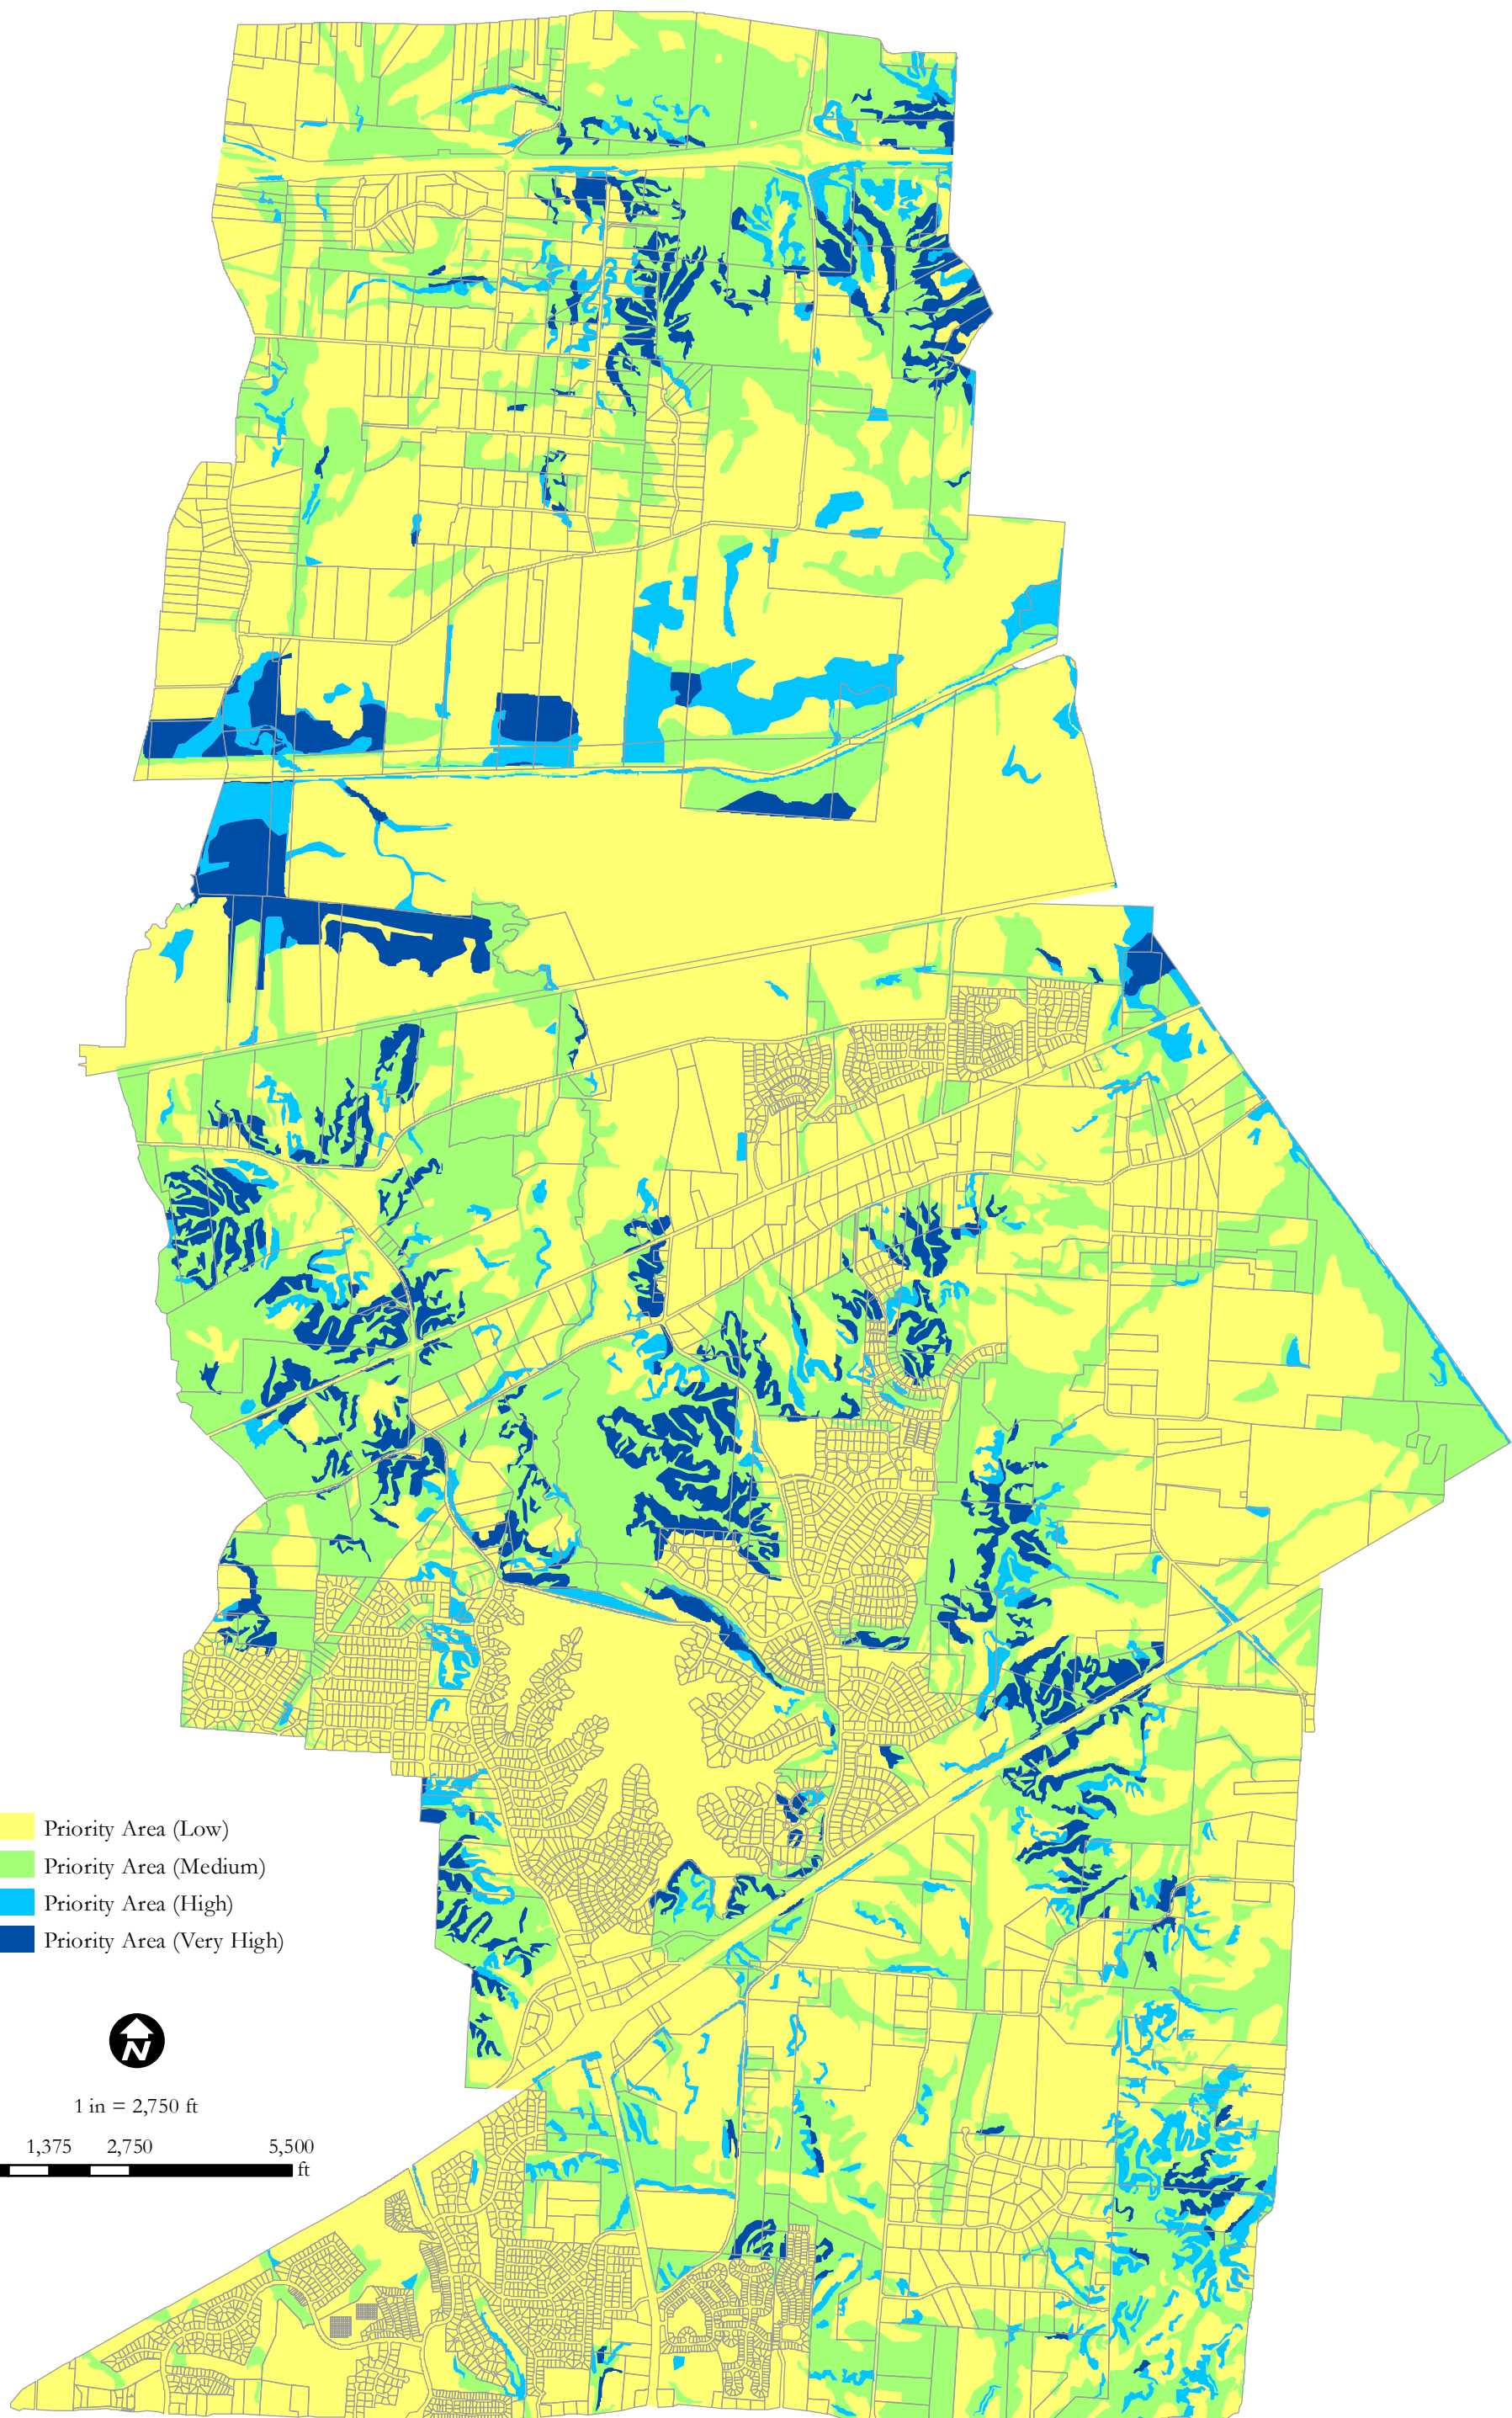 Priority Area (Low)
Priority Area (Medium)
Priority Area (High)
Priority Area (Very High)
N
1 in = 2,750 ft
1,375 2,750 5,500
ft